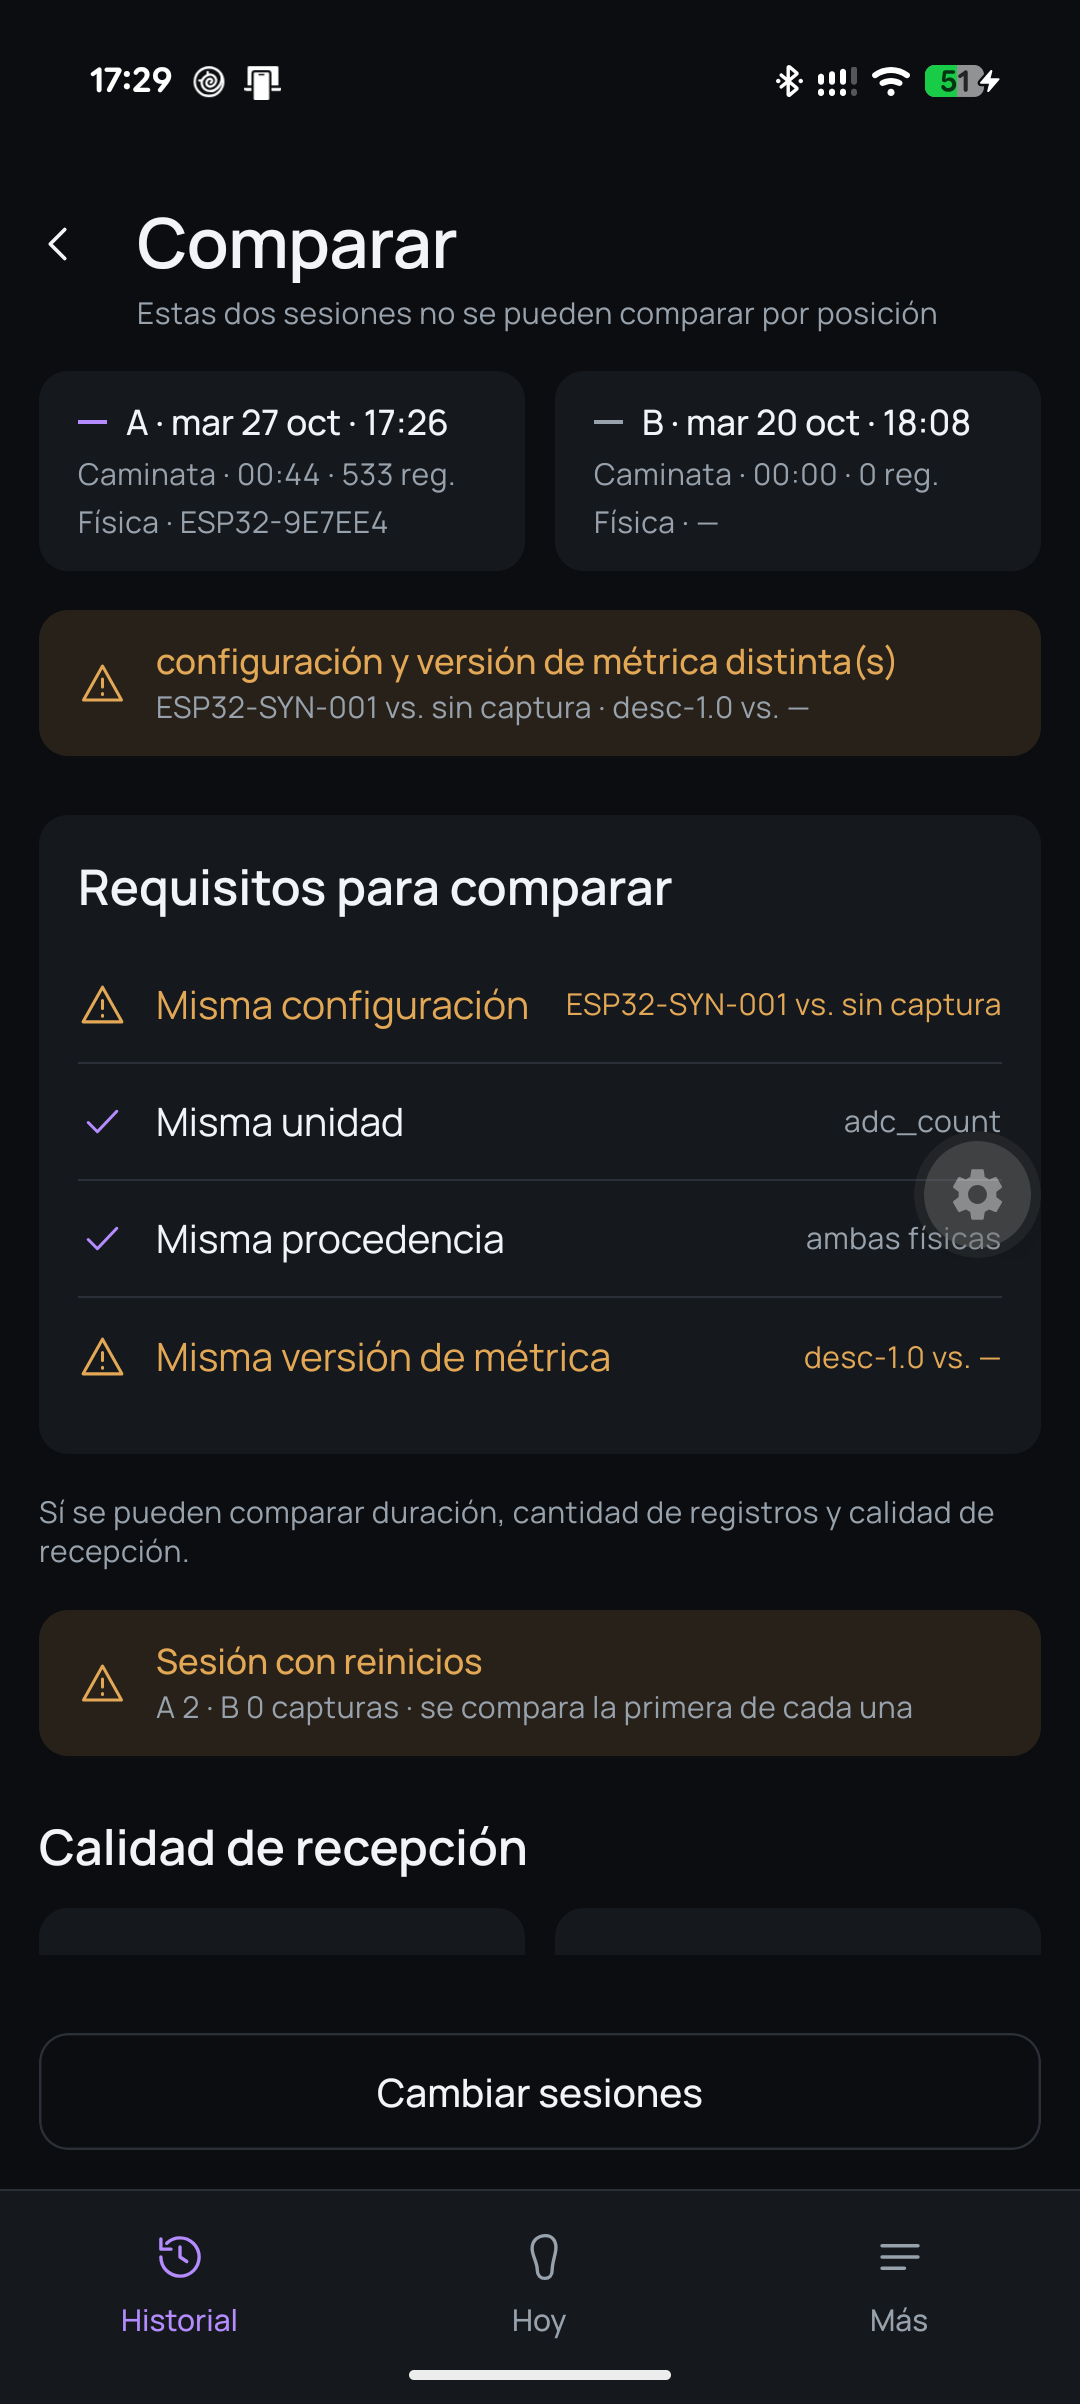 17:29
51
Comparar
Estas dos sesiones no se pueden comparar por posición
A · mar 27 oct · 17:26
Caminata · 00:44 · 533 reg.
Física · ESP32-9E7EE4
B · mar 20 oct · 18:08
Caminata · 00:00 · 0 reg.
Física · —
configuración y versión de métrica distinta(s)
ESP32-SYN-001 vs. sin captura · desc-1.0 vs. —
Requisitos para comparar
Misma configuración ESP32-SYN-001 vs. sin captura
Misma unidad adc_count
Misma procedencia ambas físicas
Misma versión de métrica desc-1.0 vs. —
Sí se pueden comparar duración, cantidad de registros y calidad de
recepción.
Sesión con reinicios
A 2 · B 0 capturas · se compara la primera de cada una
Calidad de recepción
Cambiar sesiones
Historial
Hoy
Más